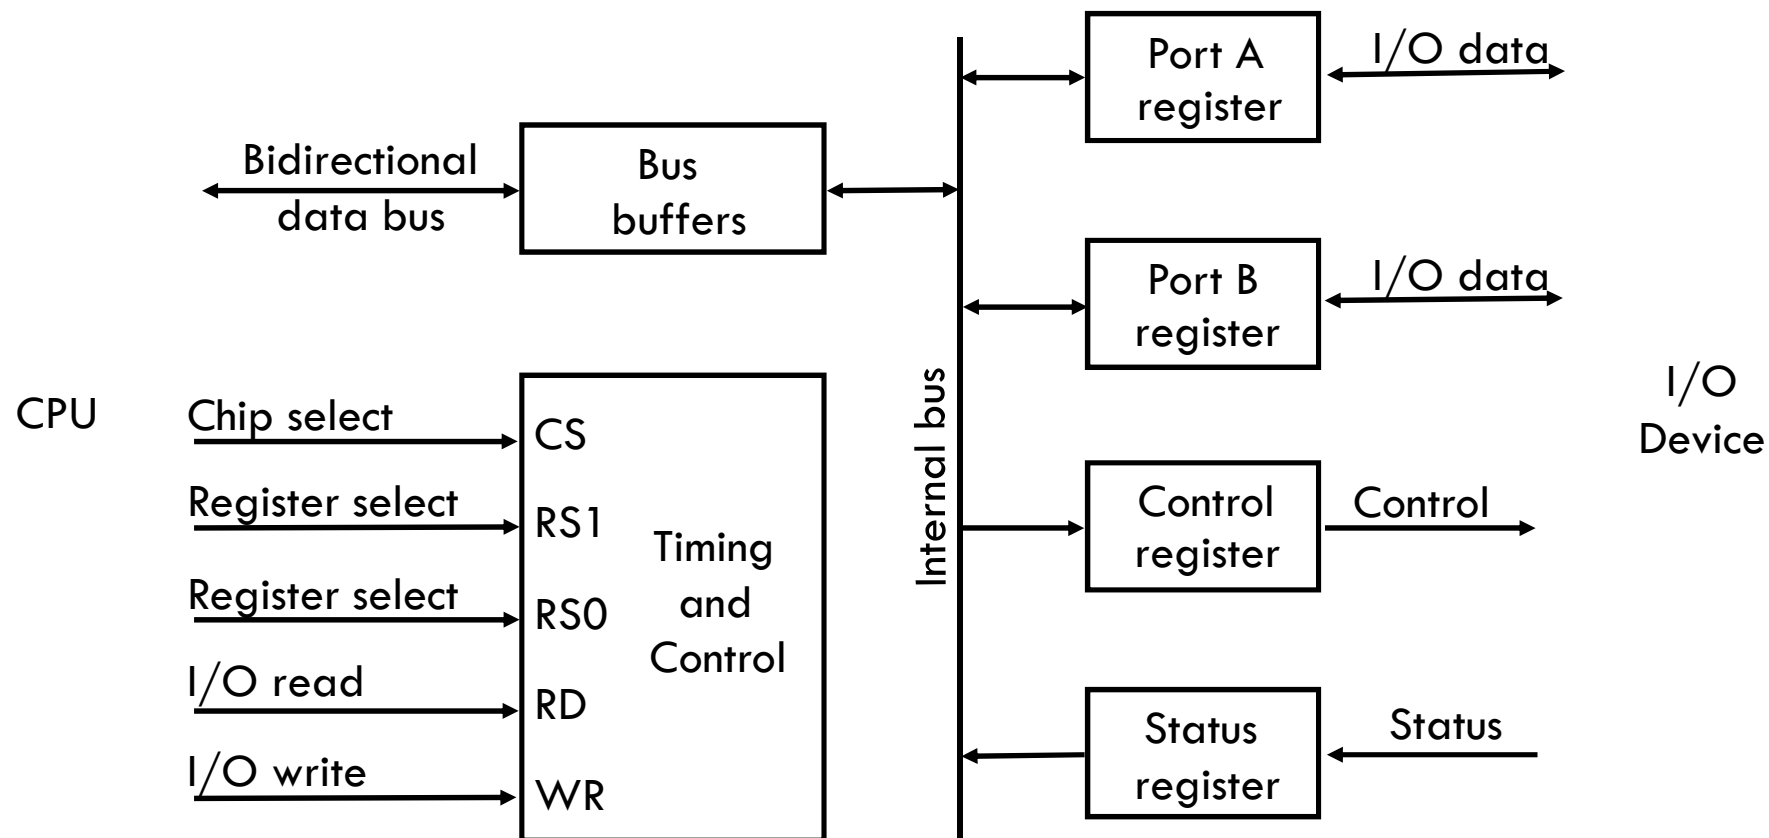 Port A
register
I/O data
Bidirectional
data bus
Bus
buffers
Port B
register
I/O data
CPU
Chip select
Register select
Register select
I/O read
I/O write
CS
RS1
RS0
RD
WR
Timing
and
Control
Internal bus
Control
register
Control
I/O
Device
Status
register
Status